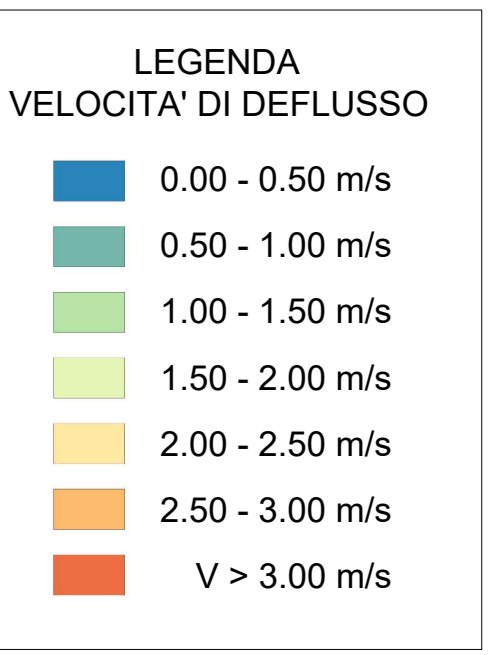 LEGENDA
VELOCITA' DI DEFLUSSO
0.00 - 0.50 m/s
0.50 - 1.00 m/s
1.00 - 1.50 m/s
1.50 - 2.00 m/s
2.00 - 2.50 m/s
2.50 - 3.00 m/s
V > 3.00 m/s